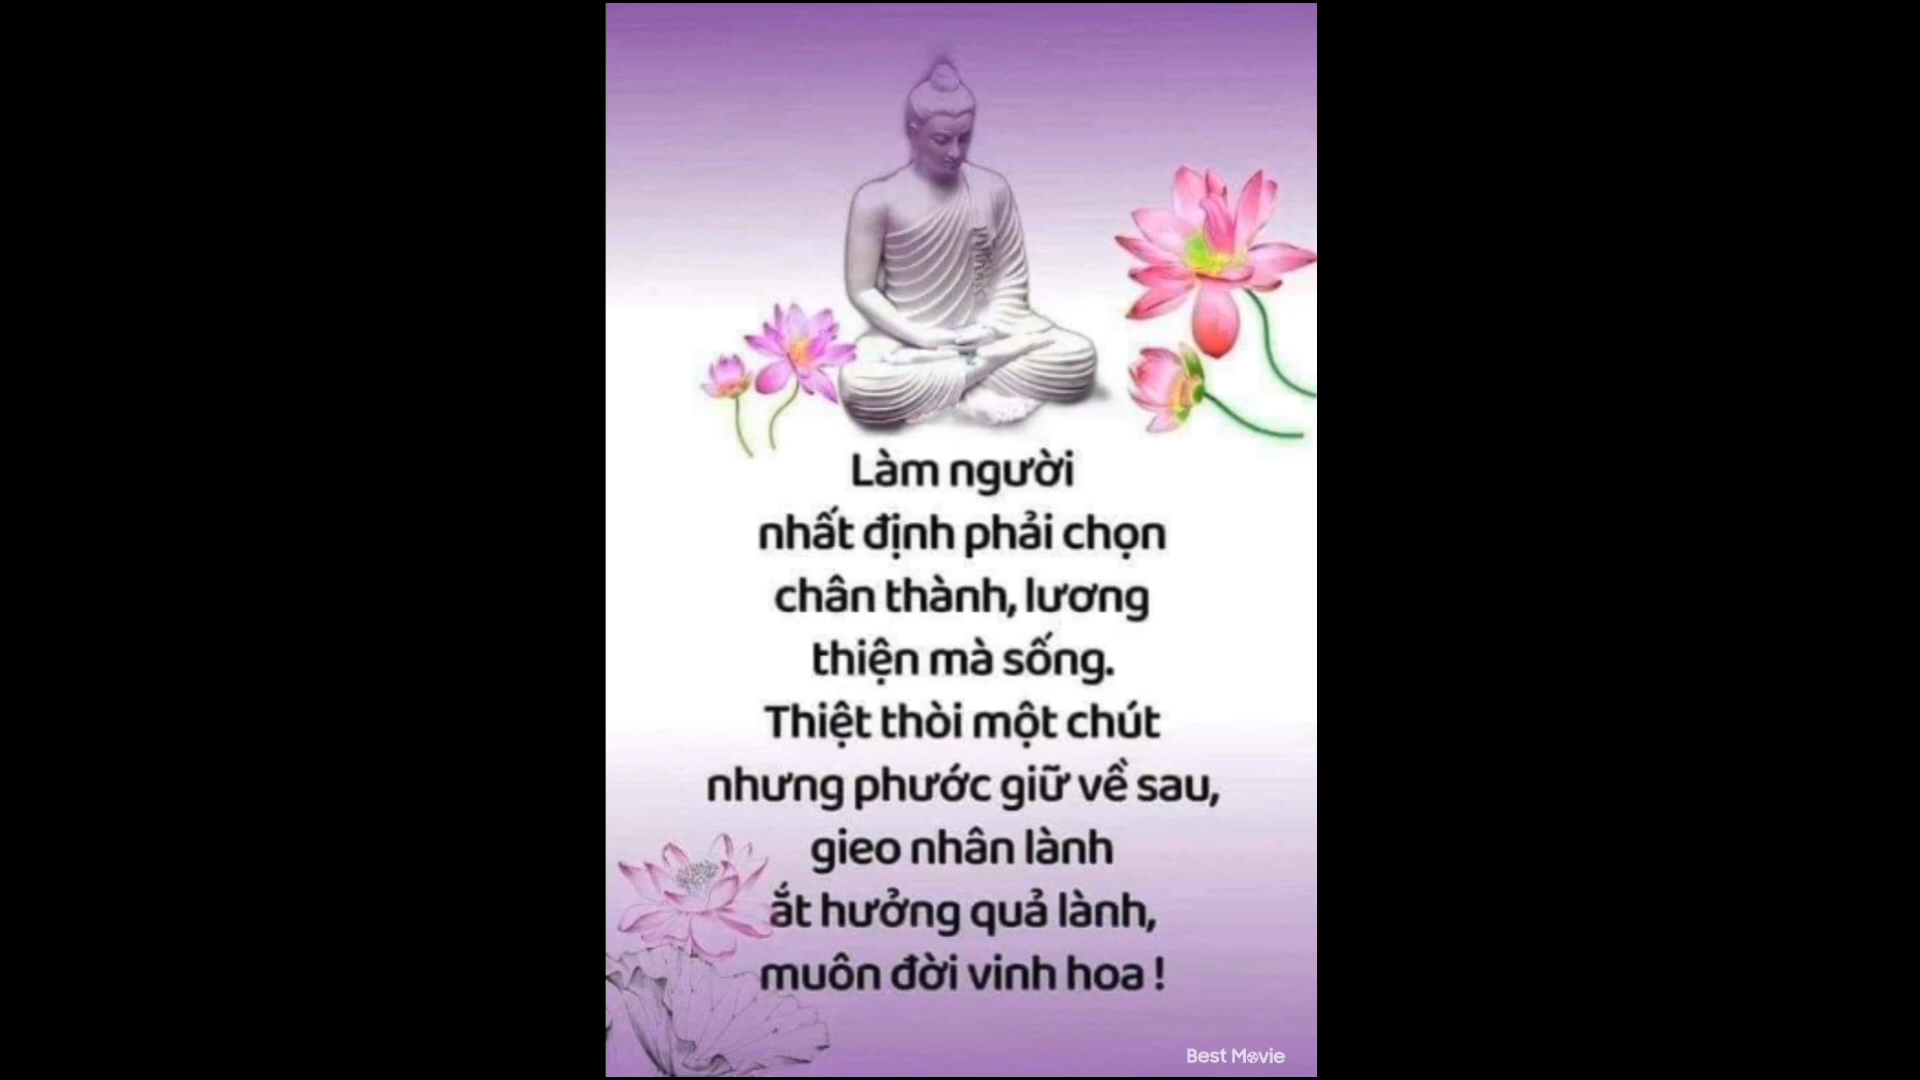 Làm người
nhất định phải chọn
chân thành, lương
thiện mà sống.
Thiệt thòi một chút
nhưng phước giữ về sau,
gieo nhân lành
ắt hưởng quả lành,
muôn đời vinh hoa !
Best Movie